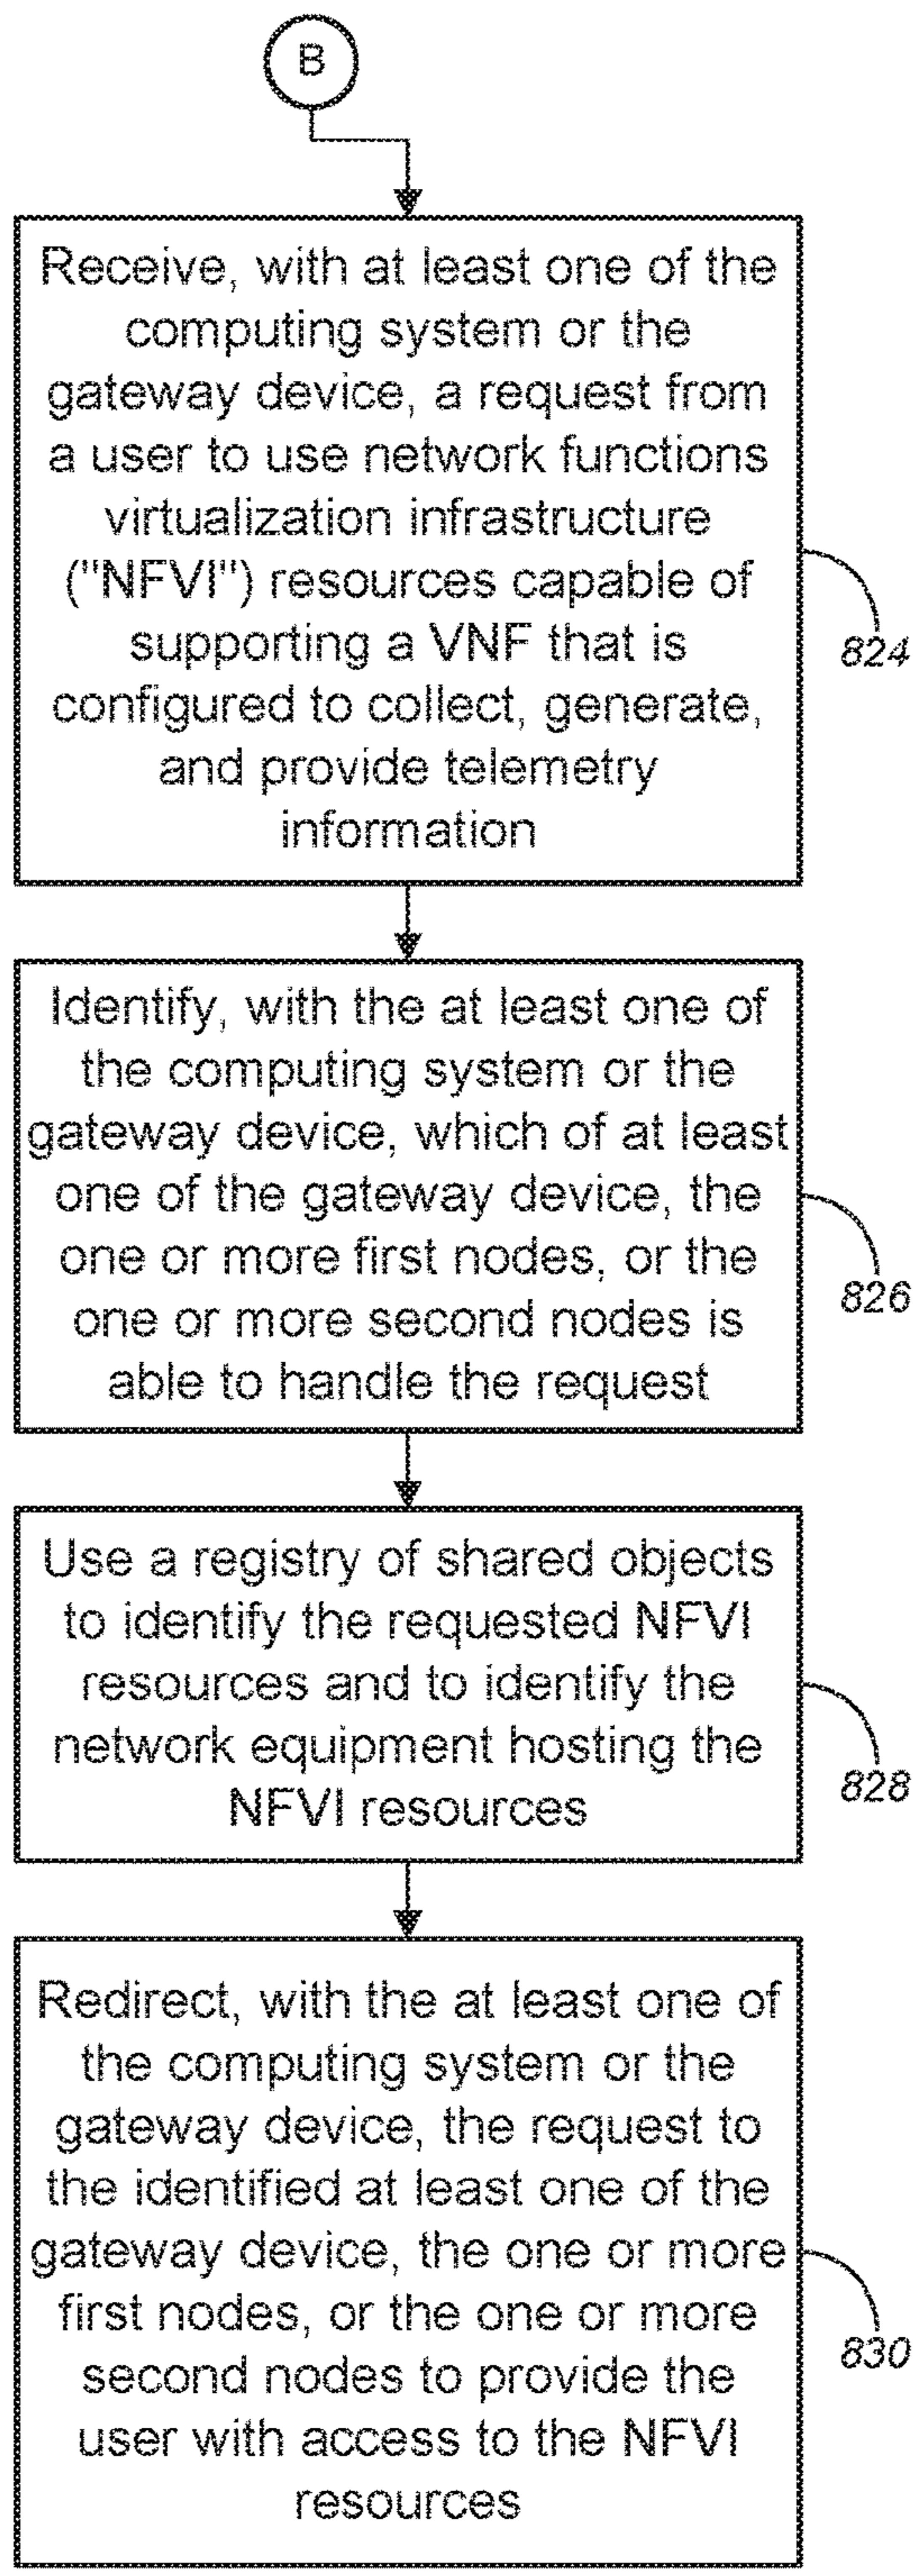 B
Receive, with at least one of the
computing system or the
gateway device, a request from
a user to use network functions
virtualization infrastructure
("NFVI") resources capable of
supporting a VNF that is
configured to collect, generate,
and provide telemetry
information
824
Identify, with the at least one of
the computing system or the
gateway device, which of at least
one of the gateway device, the
one or more first nodes, or the
one or more second nodes is
able to handle the request
826
Use a registry of shared objects
to identify the requested NFVI
resources and to identify the
network equipment hosting the
NFVI resources
828
Redirect, with the at least one of
the computing system or the
gateway device, the request to
the identified at least one of the
gateway device, the one or more
first nodes, or the one or more
second nodes to provide the
user with access to the NFVI
resources
830